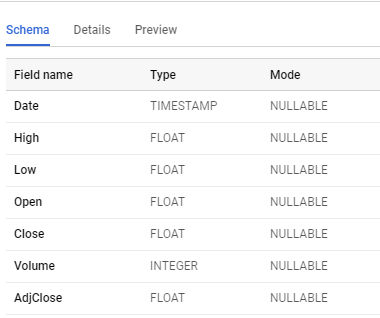 Schema Details Preview
Field name Type Mode
Date TIMESTAMP NULLABLE
High FLOAT NULLABLE
Low FLOAT NULLABLE
Open FLOAT NULLABLE
Close FLOAT NULLABLE
Volume INTEGER NULLABLE
AdjClose FLOAT NULLABLE